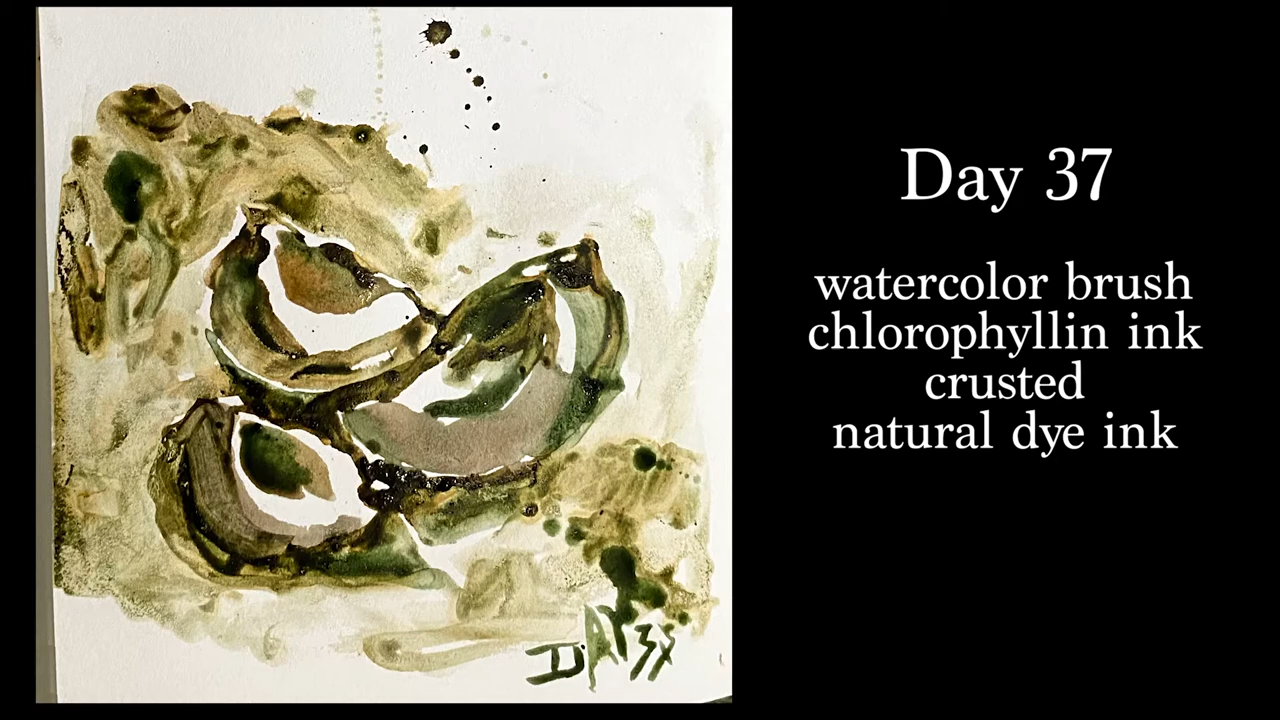 Day 37
watercolor brush
chlorophyllin ink
crusted
natural dye ink